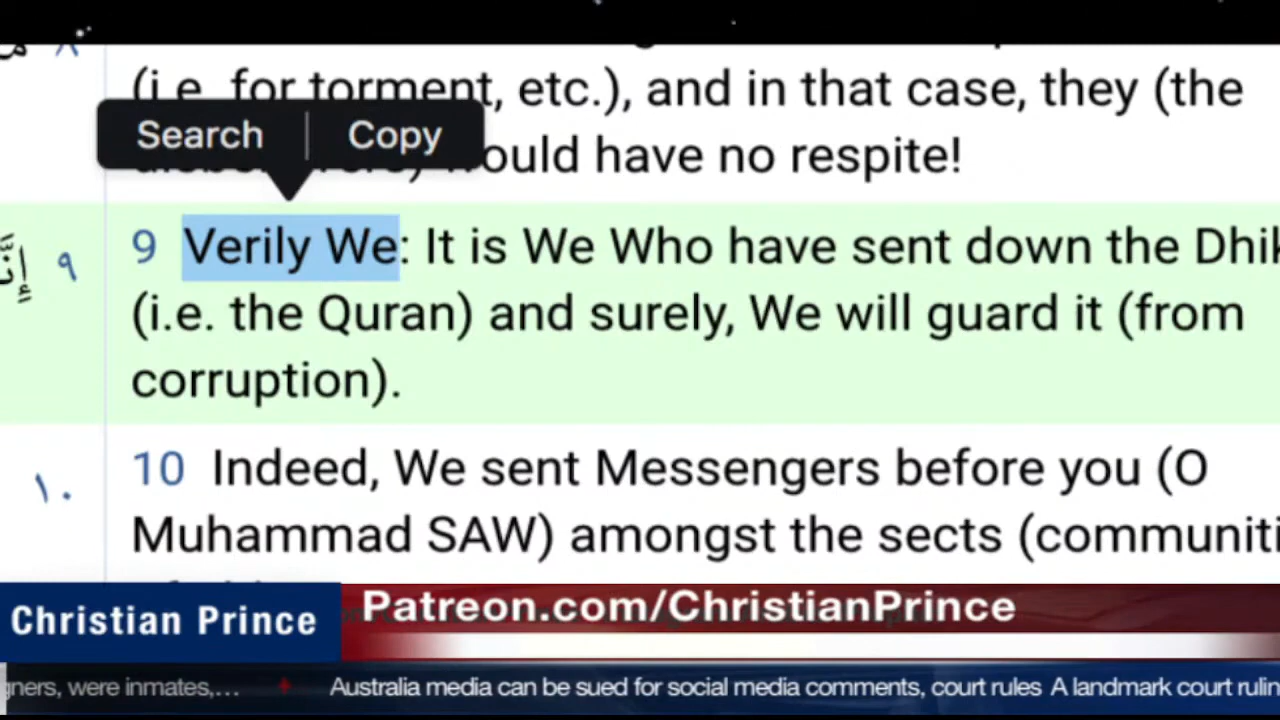 (i.e. for torment, etc.), and in that case, they (the
Search Copy
would have no respite!
٩ 9 Verily We: It is We Who have sent down the
(i.e. the Quran) and surely, We will guard it (from
corruption).
١٠ 10 Indeed, We sent Messengers before you (O
Muhammad SAW) amongst the sects
Christian Prince
Patreon.com/ChristianPrince
were inmates,… Australia media can be sued for social media comments, court rules A landmark court